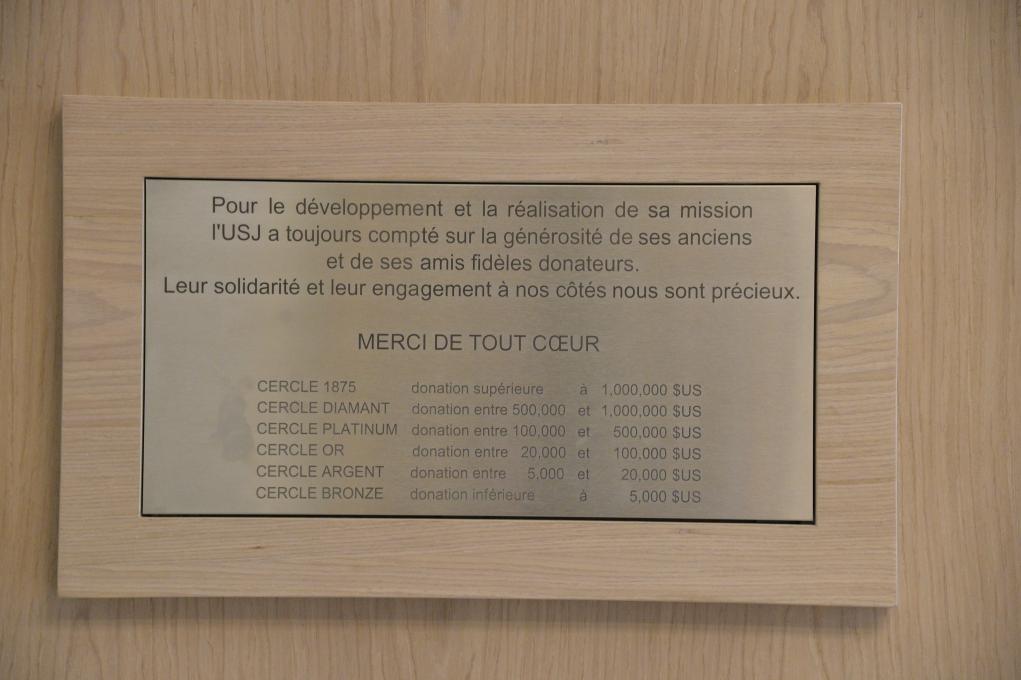 Pour le développement et la réalisation de sa mission
l'USJ a toujours compté sur la générosité de ses anciens
et de ses amis fidèles donateurs.
Leur solidarité et leur engagement à nos côtés nous sont précieux.
MERCI DE TOUT CŒUR
CERCLE 1875 donation supérieure à 1,000,000 $US
CERCLE DIAMANT donation entre 500,000 et 1,000,000 $US
CERCLE PLATINUM donation entre 100,000 et 500,000 $US
CERCLE OR donation entre 20,000 et 100,000 $US
CERCLE ARGENT donation entre 5,000 et 20,000 $US
CERCLE BRONZE donation inférieure à 5,000 $US